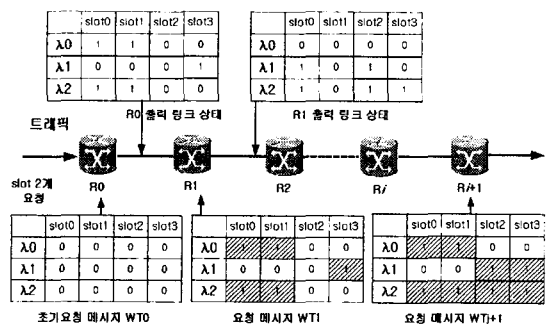 slot0 slot1 slot2 slot3
λ0 1 1 0 0
λ1 0 0 0 1
λ2 1 1 0 0
slot0 slot1 slot2 slot3
λ0 0 0 0 0
λ1 1 0 1 0
λ2 1 0 1 1
R0 출력 링크 상태
R1 출력 링크 상태
트래픽
slot 2개
요청
R0
R1
R2
Ri
Ri+1
slot0 slot1 slot2 slot3
λ0 0 0 0 0
λ1 0 0 0 0
λ2 0 0 0 0
초기요청 메시지 WT0
slot0 slot1 slot2 slot3
λ0 1 1 0 0
λ1 0 0 0 1
λ2 1 1 0 0
요청 메시지 WT1
slot0 slot1 slot2 slot3
λ0 1 1 0 0
λ1 0 0 1 1
λ2 1 1 1 1
요청 메시지 WTj+1